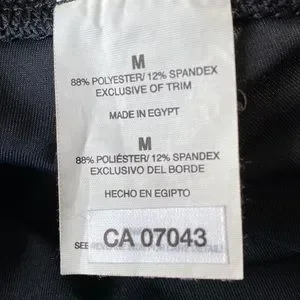 M
88% POLYESTER/ 12% SPANDEX
EXCLUSIVE OF TRIM
MADE IN EGYPT
M
88% POLIÉSTER/ 12% SPANDEX
EXCLUSIVO DEL BORDE
HECHO EN EGIPTO
SEE
CA 07043